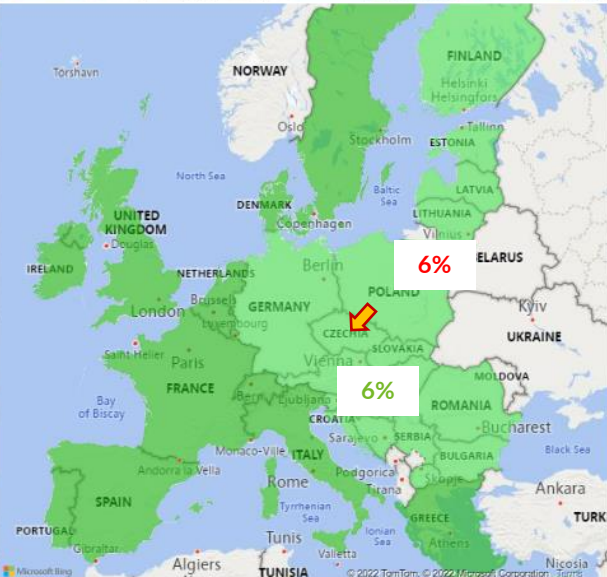 FINLAND
Torshavn
NORWAY
Helsinki
Helsingfors
Oslo
Tallinn
Stockholm
ESTONIA
North Sea
Baltic
Sea
LATVIA
DENMARK
LITHUANIA
UNITED
KINGDOM
Copenhagen
Vilnius
Douglas
6%
ELARUS
IRELAND
NETHERLANDS
Berlin
POLAND
Brussels
GERMANY
London
Luxembourg
Kyiv
CZECHIA
UKRAINE
Saint Helier
Paris
Vienna
SLOVAKIA
FRANCE
Bern
Ljubljana
6%
MOLDOVA
ROMANIA
Bay
of Biscay
CROATIA
Bucharest
Sarajevo
SERBIA
Monaco-Ville
ITALY
BULGARIA
Black Sea
Andorra la Vella
Rome
Podgorica
Skopje
Tirana
Ankara
SPAIN
Tyrrhenian
Sea
GREECE
TURK
PORTUGAL
Ionian
Sea
Athens
Gibraltar
Tunis
Valletta
Nicosia
Algiers
TUNISIA
Microsoft Bing
© 2022 TomTom, © 2022 Microsoft Corporation Terms